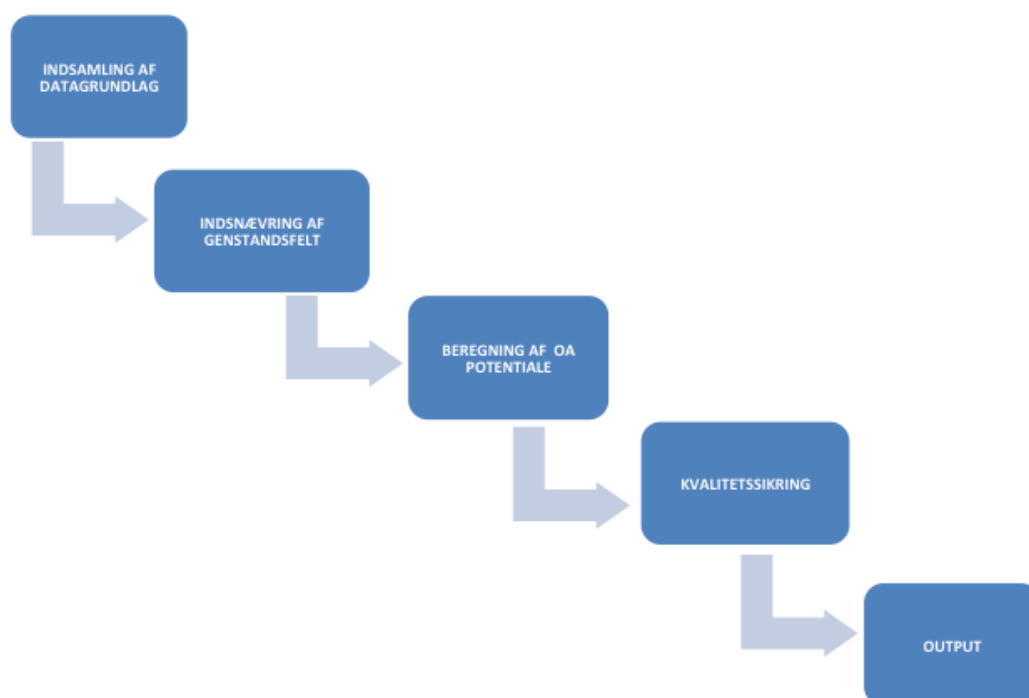 INDSAMLING AF
DATAGRUNDLAG
INDSNÆVRING AF
GENSTANDSFELT
BEREGNING AF OA
POTENTIALE
KVALITETSSIKRING
OUTPUT